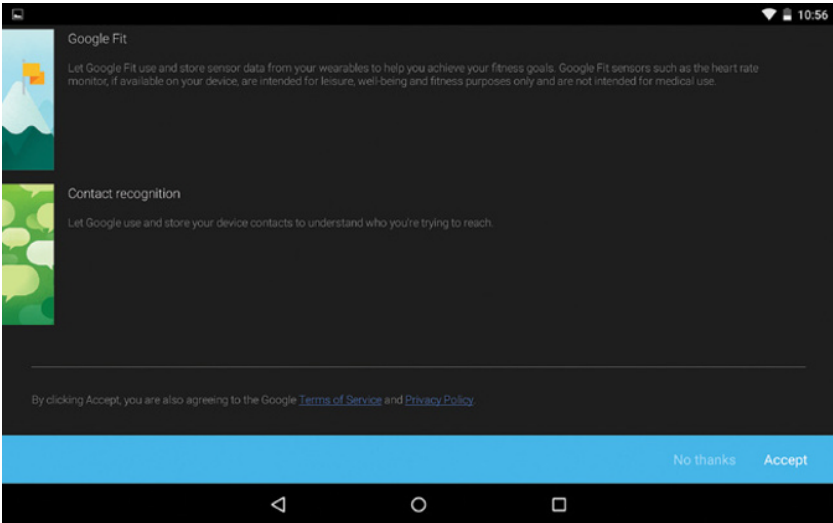 10:56
Google Fit
Let Google Fit use and store sensor data from your wearables to help you achieve your fitness goals. Google Fit sensors such as the heart rate
monitor, if available on your device, are intended for leisure, well-being and fitness purposes only and are not intended for medical use.
Contact recognition
Let Google use and store your device contacts to understand who you're trying to reach.
By clicking Accept, you are also agreeing to the Google Terms of Service and Privacy Policy
No thanks Accept